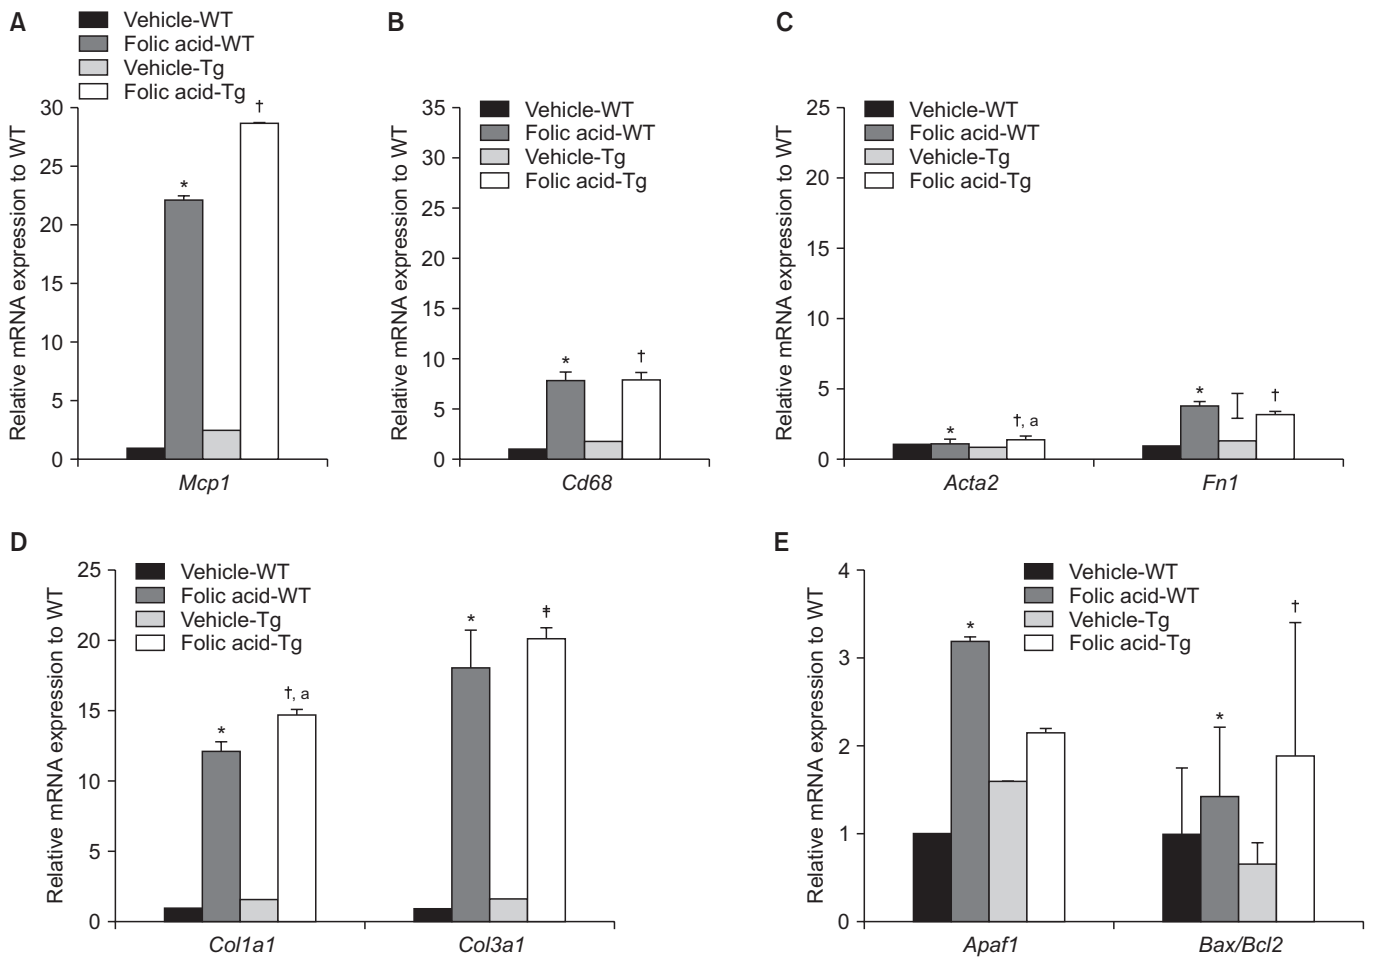 A
Vehicle-WT
Folic acid-WT
Vehicle-Tg
Folic acid-Tg
Relative mRNA expression to WT
30
25
20
15
10
5
0
*
†
Mcp1
B
Vehicle-WT
Folic acid-WT
Vehicle-Tg
Folic acid-Tg
Relative mRNA expression to WT
35
30
25
20
15
10
5
0
*
†
Cd68
C
Vehicle-WT
Folic acid-WT
Vehicle-Tg
Folic acid-Tg
Relative mRNA expression to WT
25
20
15
10
5
0
*
†, a
*
†
Acta2
Fn1
D
Vehicle-WT
Folic acid-WT
Vehicle-Tg
Folic acid-Tg
Relative mRNA expression to WT
25
20
15
10
5
0
*
†, a
*
‡
Col1a1
Col3a1
E
Vehicle-WT
Folic acid-WT
Vehicle-Tg
Folic acid-Tg
Relative mRNA expression to WT
4
3
2
1
0
*
*
†
Apaf1
Bax/Bcl2